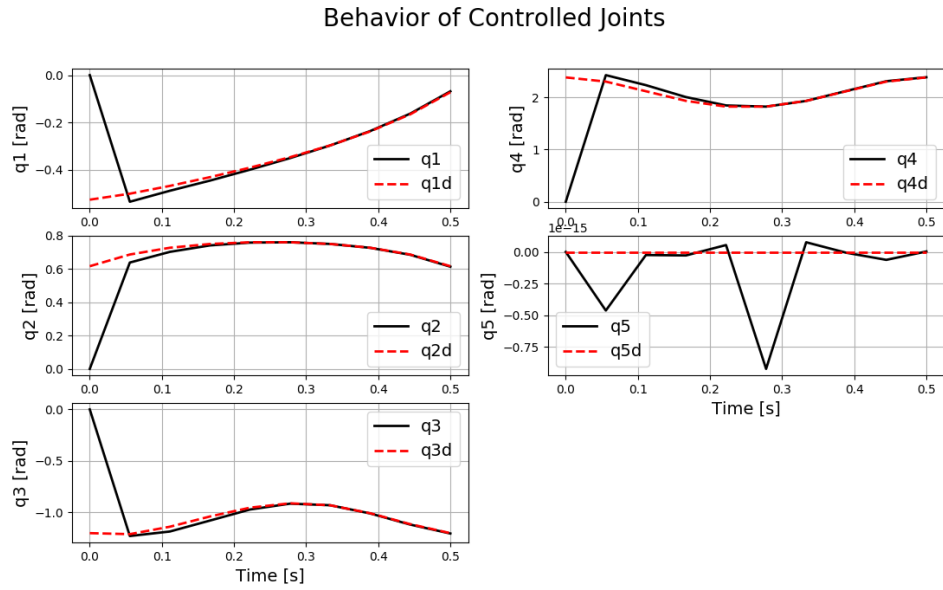 Behavior of Controlled Joints
q1 [rad]
0.0
−0.2
−0.4
q1
q1d
0.0
0.1
0.2
0.3
0.4
0.5
q4 [rad]
2
1
0
q4
q4d
0.0
0.1
0.2
0.3
0.4
0.5
q2 [rad]
0.8
0.6
0.4
0.2
0.0
q2
q2d
0.0
0.1
0.2
0.3
0.4
0.5
1e−15
q5 [rad]
0.00
−0.25
−0.50
−0.75
q5
q5d
0.0
0.1
0.2
0.3
0.4
0.5
Time [s]
q3 [rad]
0.0
−0.5
−1.0
q3
q3d
0.0
0.1
0.2
0.3
0.4
0.5
Time [s]